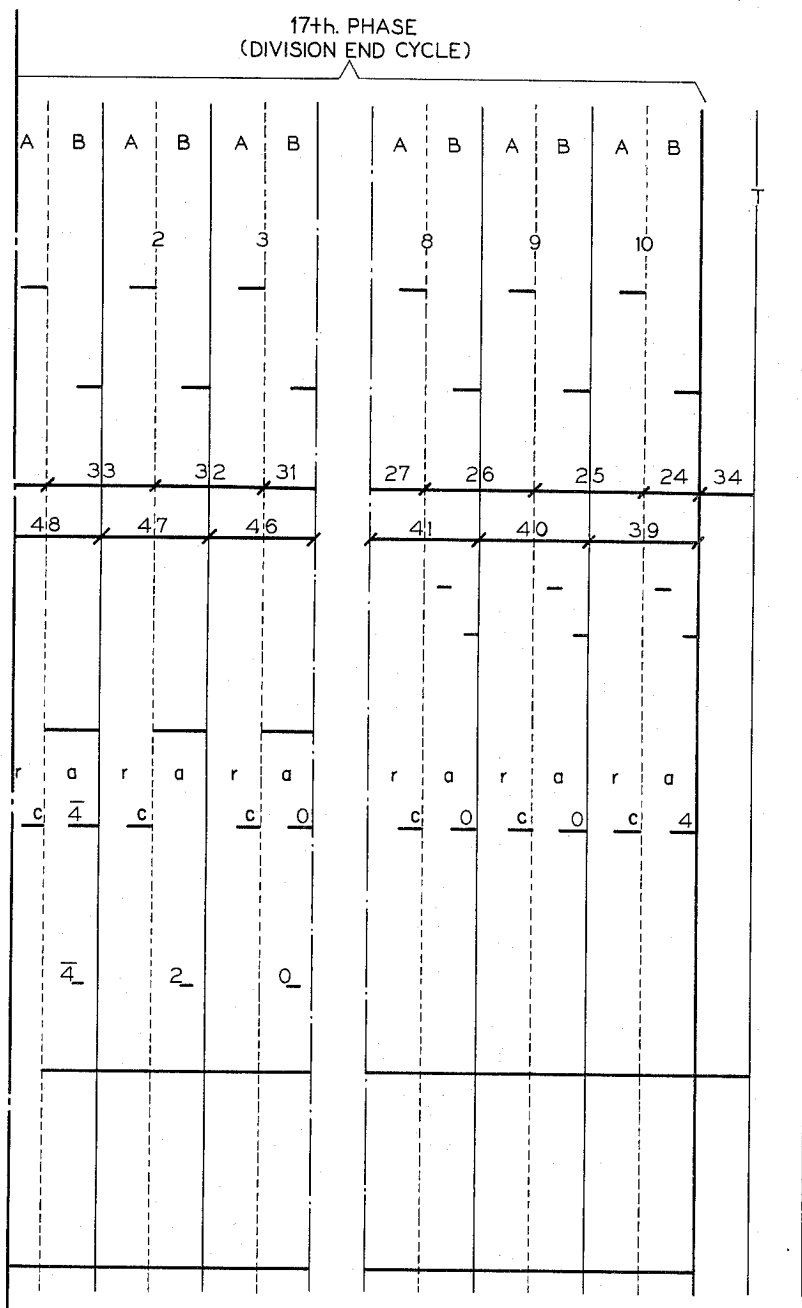 17th. PHASE
(DIVISION END CYCLE)
A B A B A B A B A B A B
T
2 3 8 9 10
33 32 31 27 26 25 24 34
48 47 46 41 40 39
r a r a r a r a r a r a
c 4̅ c c 0 c 0 c 0 c 4
4̅ 2 0